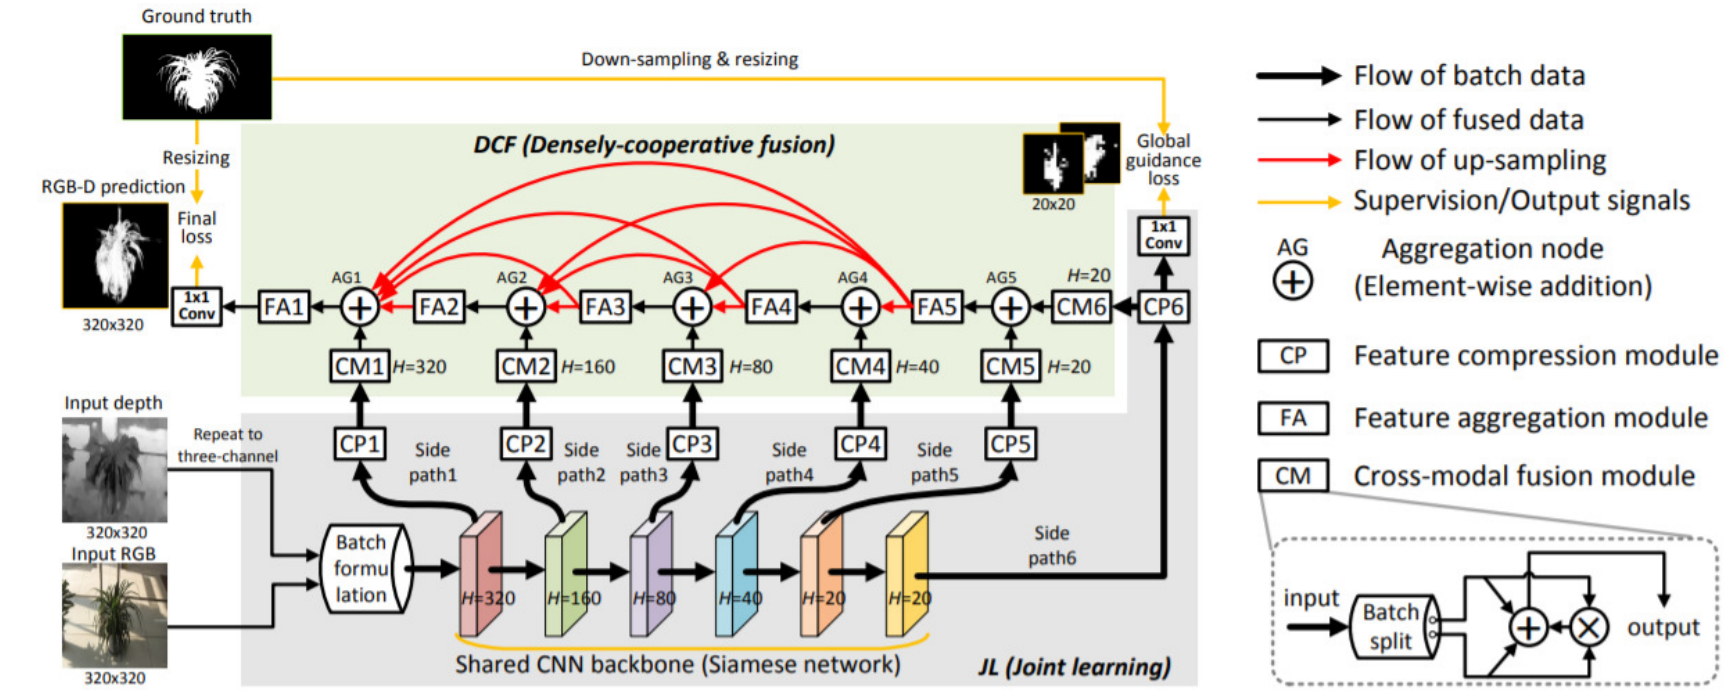 Ground truth
Down-sampling & resizing
Resizing
RGB-D prediction
Final
loss
320x320
DCF (Densely-cooperative fusion)
20x20
Global
guidance
loss
1x1
Conv
1x1
Conv
FA1
AG1
FA2
AG2
FA3
AG3
FA4
AG4
FA5
AG5
H=20
CM6
CP6
CM1
H=320
CM2
H=160
CM3
H=80
CM4
H=40
CM5
H=20
CP1
Side
path1
CP2
Side
path2
Side
path3
CP3
Side
path4
CP4
Side
path5
CP5
Input depth
Repeat to
three-channel
320x320
Input RGB
320x320
Batch
formu
lation
H=320
H=160
H=80
H=40
H=20
H=20
Side
path6
Shared CNN backbone (Siamese network)
JL (Joint learning)
Flow of batch data
Flow of fused data
Flow of up-sampling
Supervision/Output signals
AG
Aggregation node
(Element-wise addition)
CP
Feature compression module
FA
Feature aggregation module
CM
Cross-modal fusion module
input
Batch
split
output